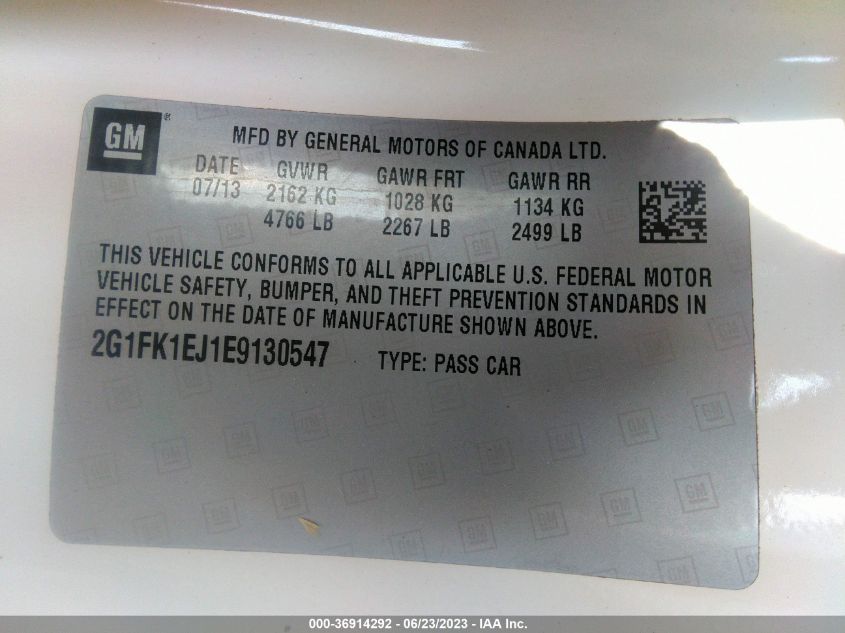 GM ®
MFD BY GENERAL MOTORS OF CANADA LTD.
DATE GVWR GAWR FRT GAWR RR
07/13 2162 KG 1028 KG 1134 KG
4766 LB 2267 LB 2499 LB
THIS VEHICLE CONFORMS TO ALL APPLICABLE U.S. FEDERAL MOTOR
VEHICLE SAFETY, BUMPER, AND THEFT PREVENTION STANDARDS IN
EFFECT ON THE DATE OF MANUFACTURE SHOWN ABOVE.
2G1FK1EJ1E9130547 TYPE: PASS CAR
000-36914292 - 06/23/2023 - IAA Inc.